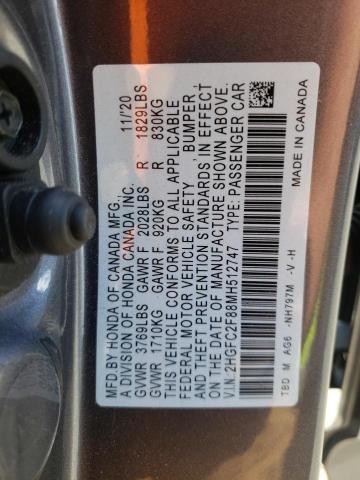 MFD. BY HONDA OF CANADA MFG., 11/'20
A DIVISION OF HONDA CANADA INC.
GVWR 3769LBS GAWR F 2028LBS R 1829LBS
GVWR 1710KG GAWR F 920KG R 830KG
THIS VEHICLE CONFORMS TO ALL APPLICABLE
FEDERAL MOTOR VEHICLE SAFETY, BUMPER,
AND THEFT PREVENTION STANDARDS IN EFFECT
ON THE DATE OF MANUFACTURE SHOWN ABOVE.
V.I.N. : 2HGFC2F88MH512747 TYPE: PASSENGER CAR
TBD M AG6 -NH797M -V -H
MADE IN CANADA